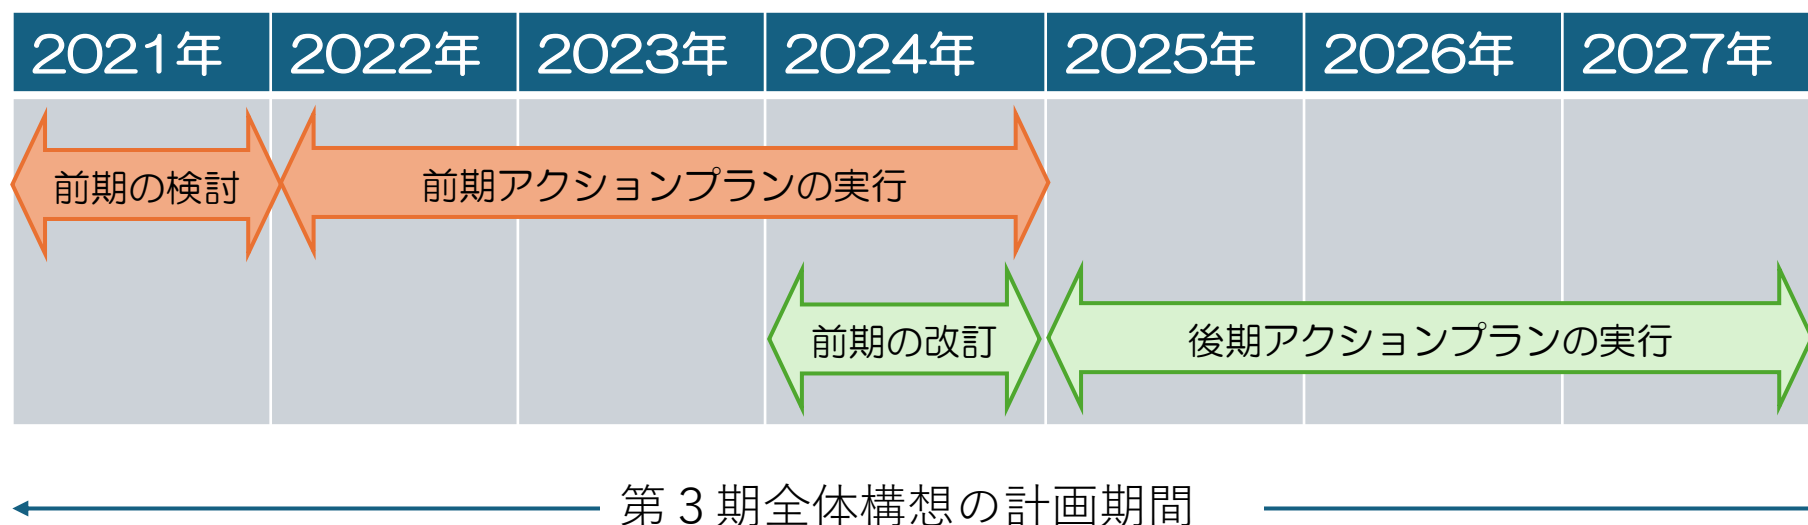 2021年 2022年 2023年 2024年 2025年 2026年 2027年
前期の検討 前期アクションプランの実行
前期の改訂 後期アクションプランの実行
第3期全体構想の計画期間